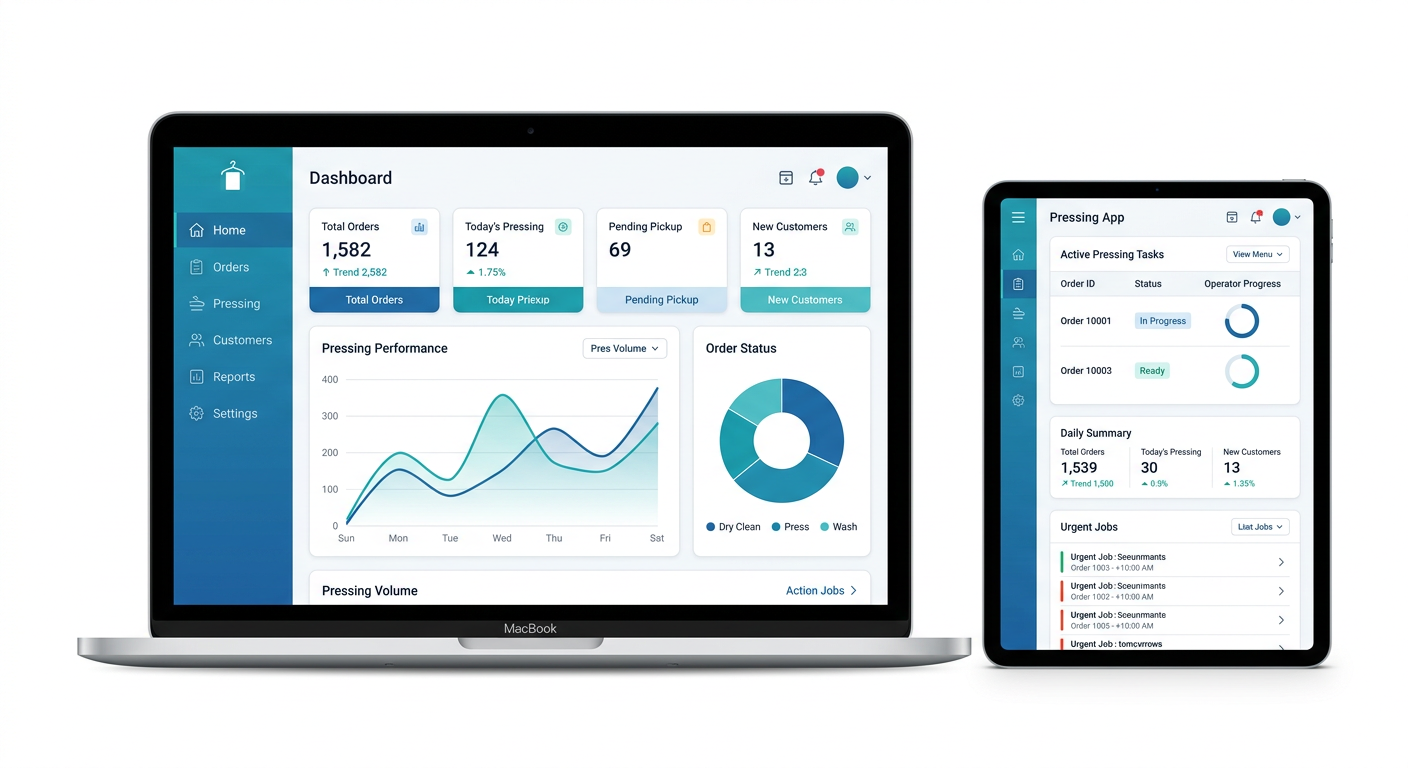 Dashboard
Home
Orders
Pressing
Customers
Reports
Settings
Total Orders
1,582
Trend 2,582
Total Orders
Today's Pressing
124
1.75%
Today Priexup
Pending Pickup
69
Pending Pickup
New Customers
13
Trend 2:3
New Customers
Pressing Performance
Pres Volume
400
300
200
100
0
Sun Mon Tue Wed Thu Fri Sat
Order Status
Dry Clean Press Wash
Pressing Volume
Action Jobs
MacBook
Pressing App
Active Pressing Tasks
View Menu
Order ID Status Operator Progress
Order 10001 In Progress
Order 10003 Ready
Daily Summary
Total Orders
1,539
Trend 1,500
Today's Pressing
30
0.9%
New Customers
13
1.35%
Urgent Jobs
Liat Jobs
Urgent Job : Seeunmants
Order 1003 - +10:00 AM
Urgent Job : Sceunimants
Order 1002 - +10:00 AM
Urgent Job : Sceunmante
Order 1005 - +10:00 AM
Urgent Job : tomcvrrows